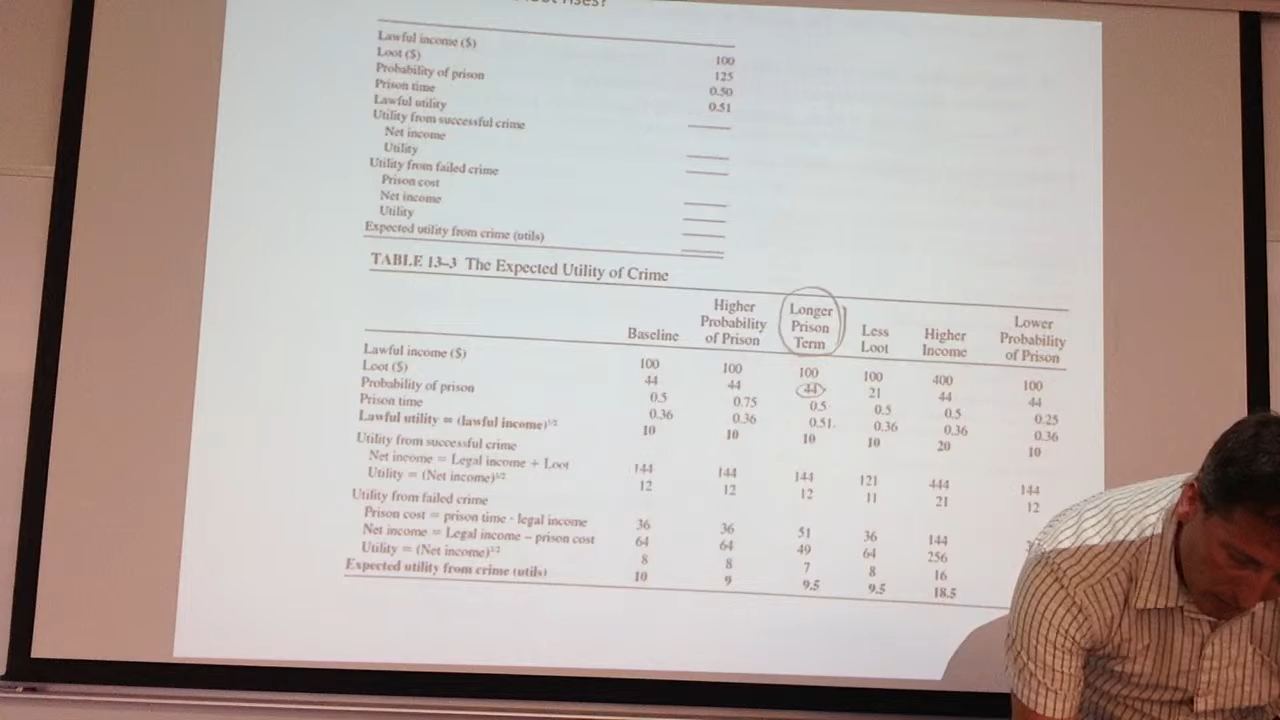 Lawful income ($) 100
Loot ($) 125
Probability of prison 0.50
Prison time 0.51
Lawful utility
Utility from successful crime
Net income
Utility
Utility from failed crime
Prison cost
Net income
Utility
Expected utility from crime (utils)
TABLE 13–3 The Expected Utility of Crime
Baseline Higher Probability of Prison Longer Prison Term Less Loot Higher Income Lower Probability of Prison
Lawful income ($) 100 100 100 100 400 100
Loot ($) 44 44 44 21 44 44
Probability of prison 0.5 0.75 0.5 0.5 0.5 0.25
Prison time 0.36 0.36 0.51 0.36 0.36 0.36
Lawful utility = (lawful income)1/2 10 10 10 10 20 10
Utility from successful crime
Net income = Legal income + Loot 144 144 144 121 444 144
Utility = (Net income)1/2 12 12 12 11 21 12
Utility from failed crime
Prison cost = prison time · legal income 36 36 51 36 144
Net income = Legal income – prison cost 64 64 49 64 256
Utility = (Net income)1/2 8 8 7 8 16
Expected utility from crime (utils) 10 9 9.5 9.5 18.5